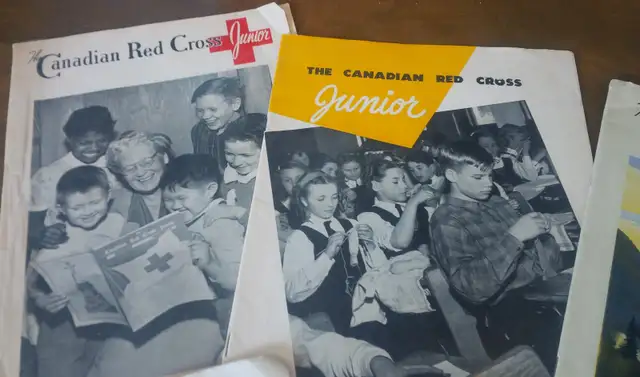 The Canadian Red Cross Junior
THE CANADIAN RED CROSS
Junior